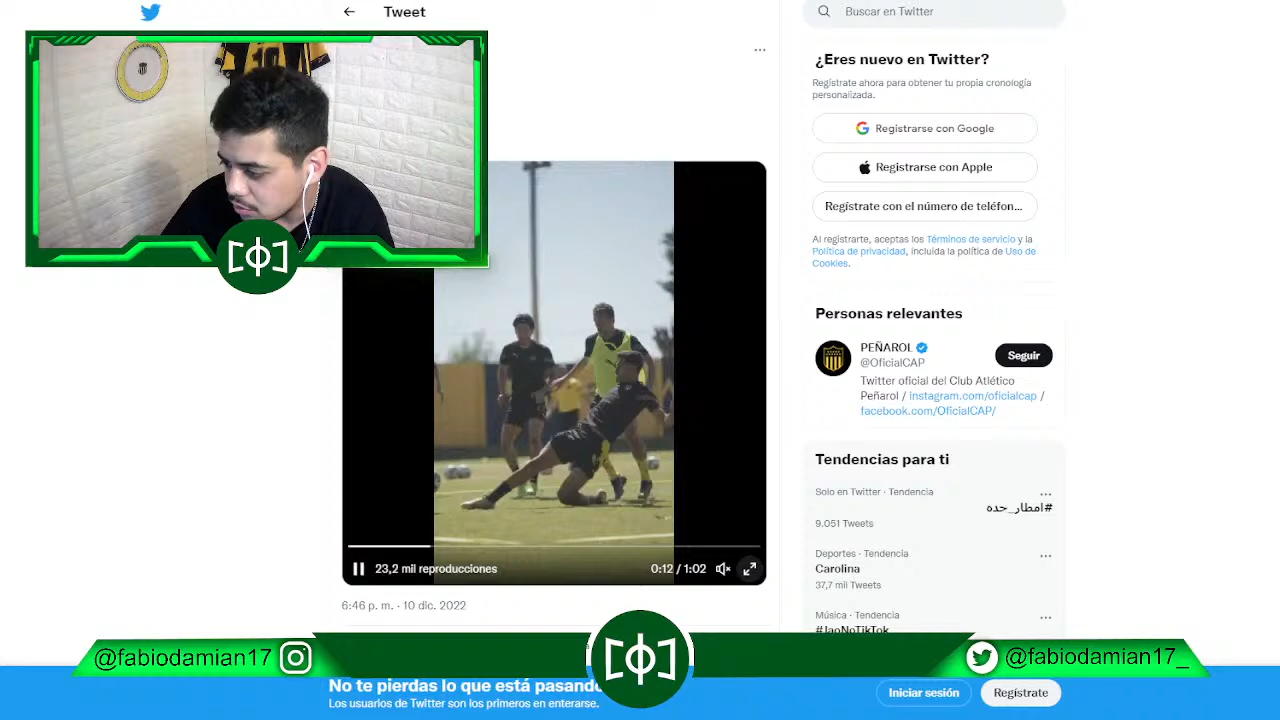 Tweet
10
23,2 mil reproducciones
0:12 / 1:02
6:46 p. m. · 10 dic. 2022
Buscar en Twitter
¿Eres nuevo en Twitter?
Regístrate ahora para obtener tu propia cronología
personalizada.
Registrarse con Google
Registrarse con Apple
Regístrate con el número de teléfon...
Al registrarte, aceptas los Términos de servicio y la
Política de privacidad, incluida la política de Uso de
Cookies.
Personas relevantes
PEÑAROL
@OficialCAP
Seguir
Twitter oficial del Club Atlético
Peñarol / instagram.com/oficialcap /
facebook.com/OficialCAP/
Tendencias para ti
Solo en Twitter · Tendencia
#امطار_جده
9.051 Tweets
Deportes · Tendencia
Carolina
37,7 mil Tweets
Música · Tendencia
#JaoNoTikTok
@fabiodamian17
@fabiodamian17_
No te pierdas lo que está pasando
Los usuarios de Twitter son los primeros en enterarse.
Iniciar sesión
Regístrate